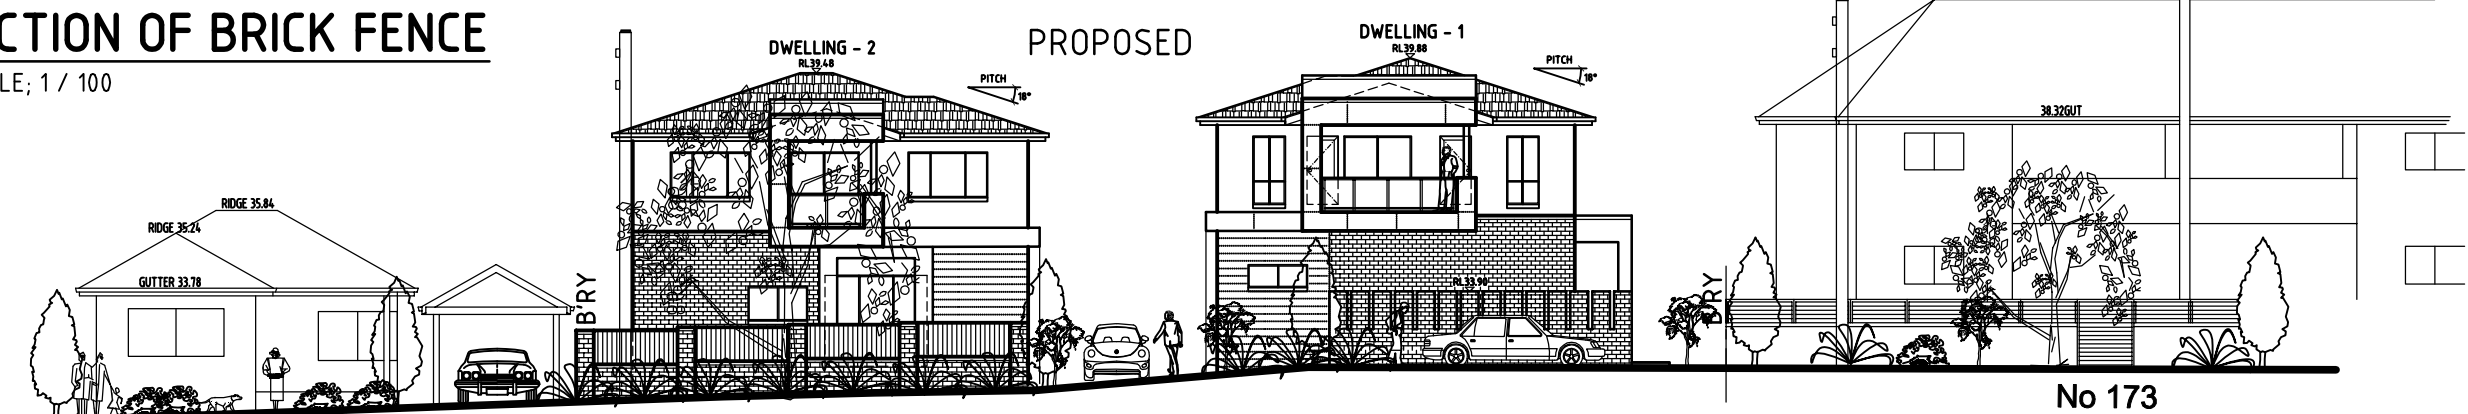 CTION OF BRICK FENCE
LE; 1 / 100
PROPOSED
DWELLING - 2
RL39.48
PITCH
18°
DWELLING - 1
RL39.88
PITCH
18°
38.32GUT
RIDGE 35.84
RIDGE 35.24
GUTTER 33.78
B'RY
RL33.90
B'RY
No 173